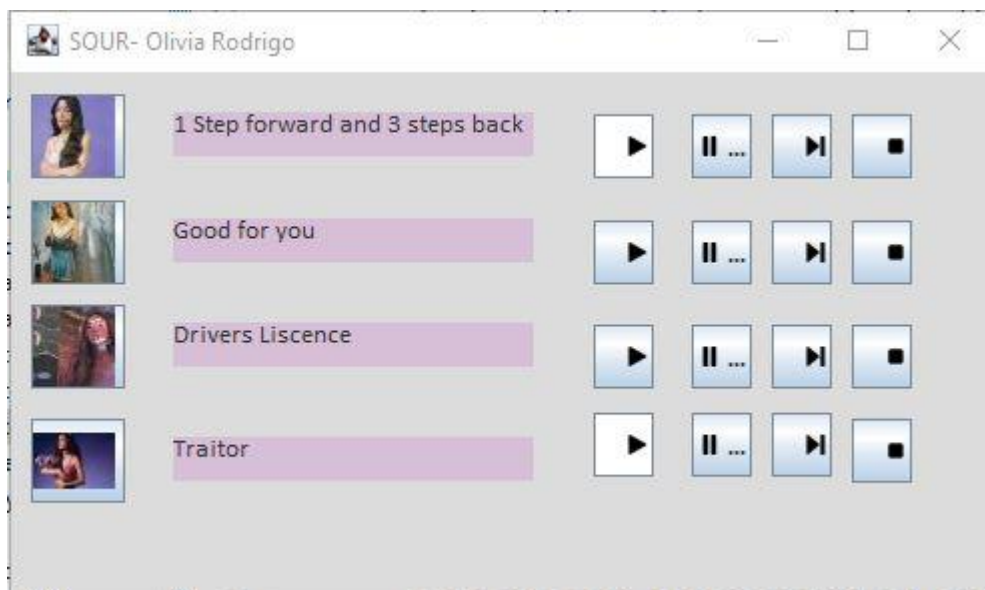 SOUR- Olivia Rodrigo
1 Step forward and 3 steps back
...
Good for you
...
Drivers Liscence
...
Traitor
...